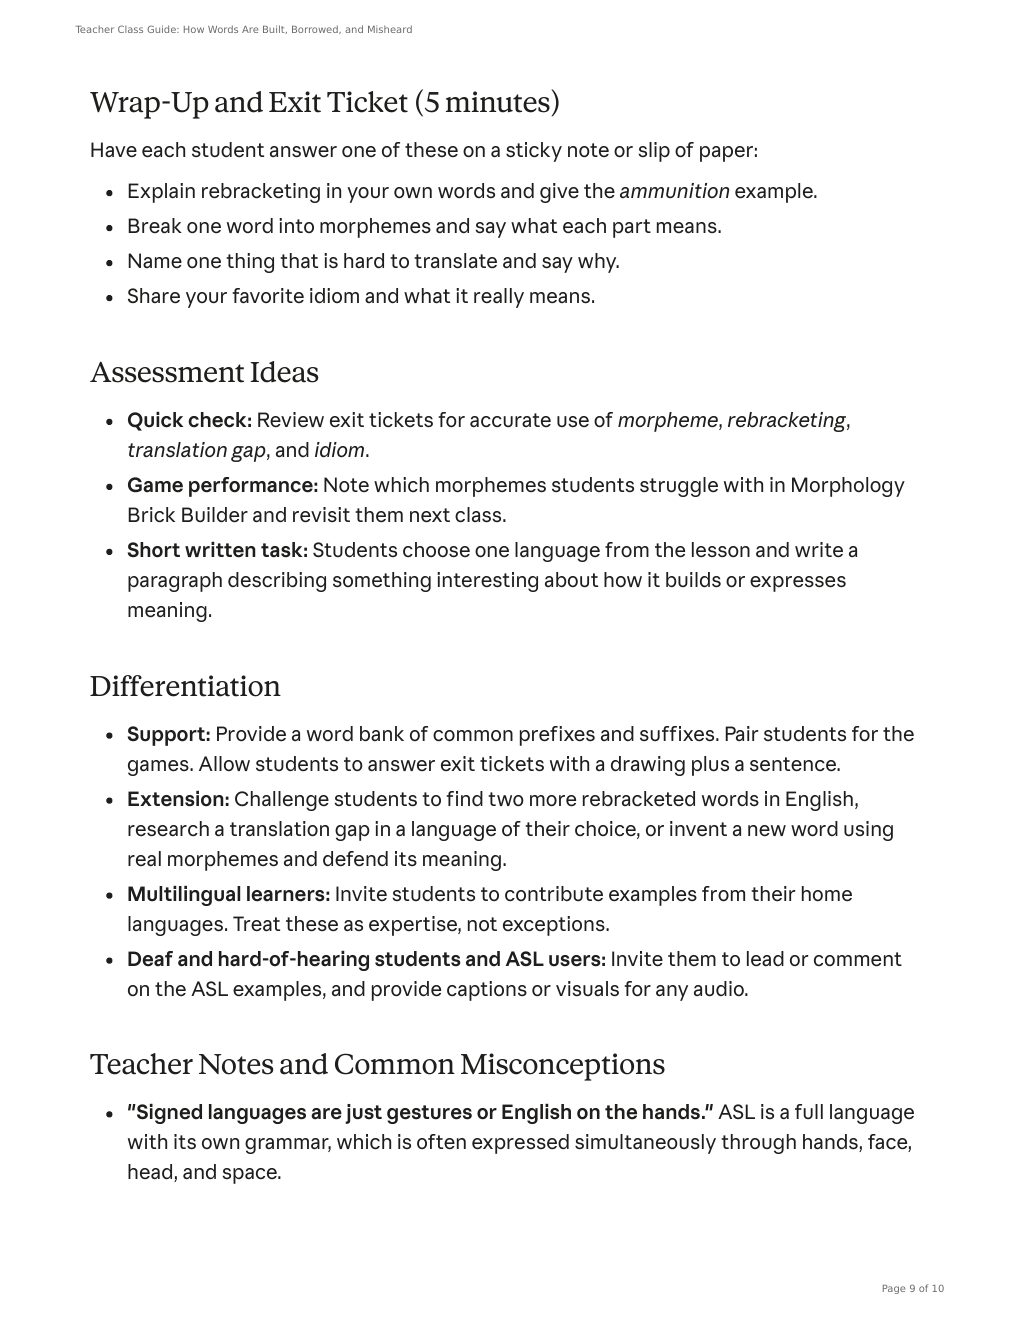 Teacher Class Guide: How Words Are Built, Borrowed, and Misheard
Wrap-Up and Exit Ticket (5 minutes)
Have each student answer one of these on a sticky note or slip of paper:
• Explain rebracketing in your own words and give the ammunition example.
• Break one word into morphemes and say what each part means.
• Name one thing that is hard to translate and say why.
• Share your favorite idiom and what it really means.
Assessment Ideas
• Quick check: Review exit tickets for accurate use of morpheme, rebracketing,
translation gap, and idiom.
• Game performance: Note which morphemes students struggle with in Morphology
Brick Builder and revisit them next class.
• Short written task: Students choose one language from the lesson and write a
paragraph describing something interesting about how it builds or expresses
meaning.
Differentiation
• Support: Provide a word bank of common prefixes and suffixes. Pair students for the
games. Allow students to answer exit tickets with a drawing plus a sentence.
• Extension: Challenge students to find two more rebracketed words in English,
research a translation gap in a language of their choice, or invent a new word using
real morphemes and defend its meaning.
• Multilingual learners: Invite students to contribute examples from their home
languages. Treat these as expertise, not exceptions.
• Deaf and hard-of-hearing students and ASL users: Invite them to lead or comment
on the ASL examples, and provide captions or visuals for any audio.
Teacher Notes and Common Misconceptions
• "Signed languages are just gestures or English on the hands." ASL is a full language
with its own grammar, which is often expressed simultaneously through hands, face,
head, and space.
Page 9 of 10